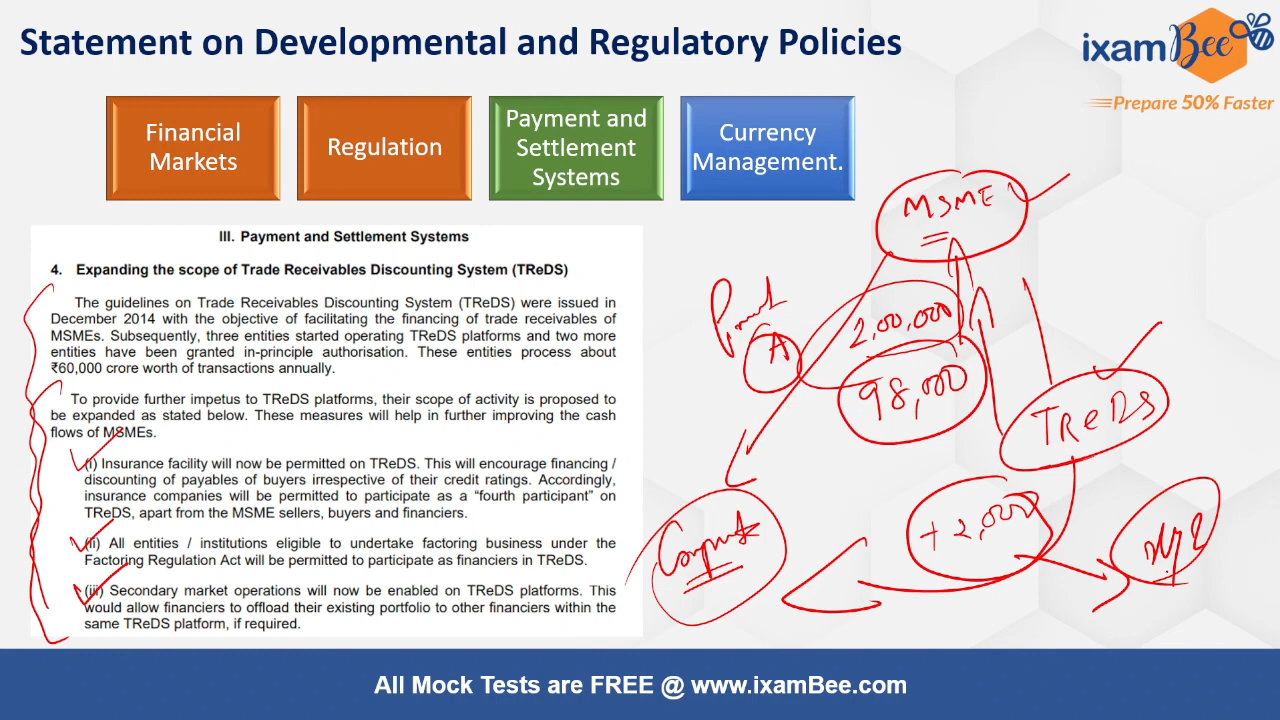 Statement on Developmental and Regulatory Policies
ixamBee
Prepare 50% Faster
Financial
Markets
Regulation
Payment and
Settlement
Systems
Currency
Management.
III. Payment and Settlement Systems
4. Expanding the scope of Trade Receivables Discounting System (TReDS)
The guidelines on Trade Receivables Discounting System (TReDS) were issued in
December 2014 with the objective of facilitating the financing of trade receivables of
MSMEs. Subsequently, three entities started operating TReDS platforms and two more
entities have been granted in-principle authorisation. These entities process about
₹60,000 crore worth of transactions annually.
To provide further impetus to TReDS platforms, their scope of activity is proposed to
be expanded as stated below. These measures will help in further improving the cash
flows of MSMEs.
(i) Insurance facility will now be permitted on TReDS. This will encourage financing /
discounting of payables of buyers irrespective of their credit ratings. Accordingly,
insurance companies will be permitted to participate as a “fourth participant” on
TReDS, apart from the MSME sellers, buyers and financiers.
(ii) All entities / institutions eligible to undertake factoring business under the
Factoring Regulation Act will be permitted to participate as financiers in TReDS.
(iii) Secondary market operations will now be enabled on TReDS platforms. This
would allow financiers to offload their existing portfolio to other financiers within the
same TReDS platform, if required.
MSME
2,00,000
A
98,000
TReDS
+2,000
All Mock Tests are FREE @ www.ixamBee.com